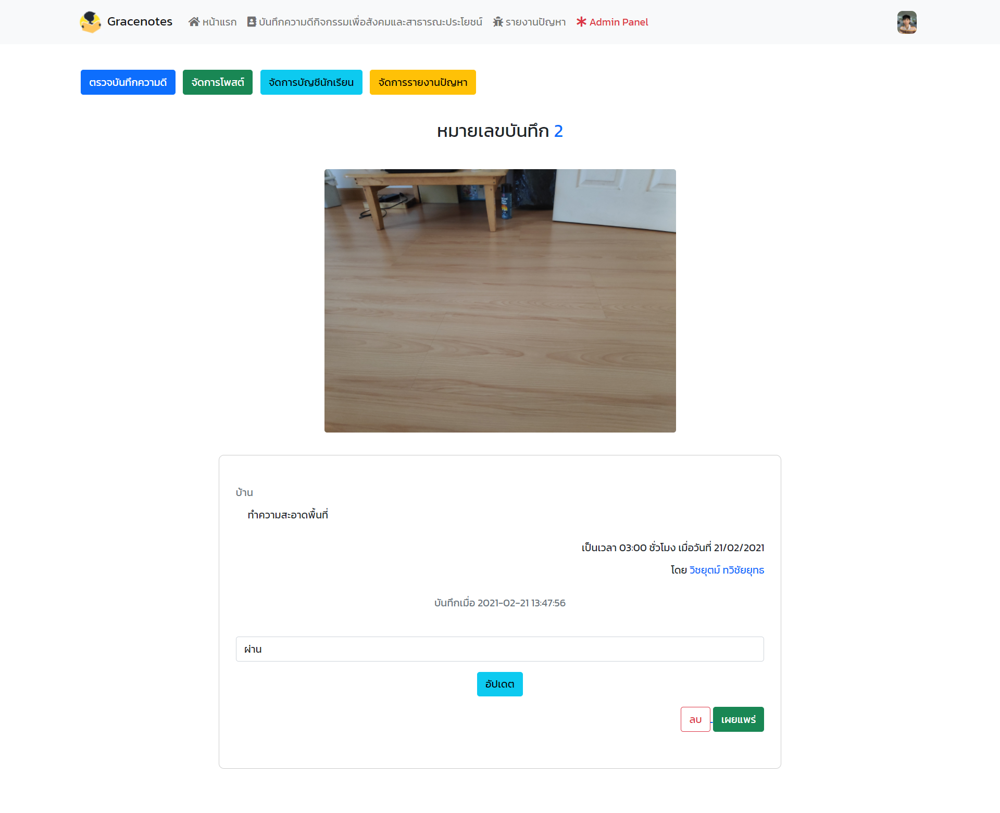 Gracenotes หน้าแรก บันทึกความดีกิจกรรมเพื่อสังคมและสาธารณะประโยชน์ รายงานปัญหา Admin Panel
ตรวจบันทึกความดี จัดการโพสต์ จัดการบัญชีนักเรียน จัดการรายงานปัญหา
หมายเลขบันทึก 2
บ้าน
ทำความสะอาดพื้นที่
เป็นเวลา 03:00 ชั่วโมง เมื่อวันที่ 21/02/2021
โดย วิชยุตม์ ทวิชัยยุทธ
บันทึกเมื่อ 2021-02-21 13:47:56
ผ่าน
อัปเดต
ลบ เผยแพร่